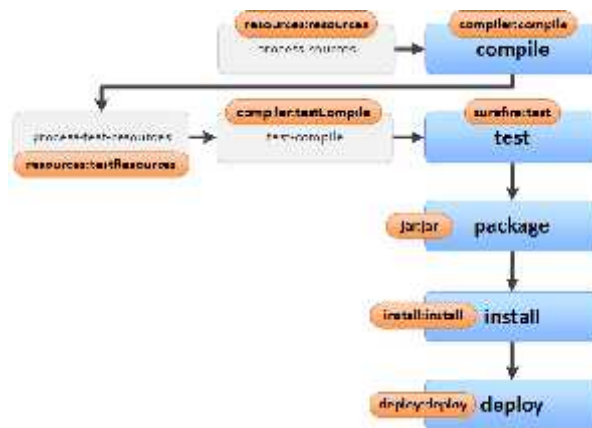 resources:resources
process-sources
compiler:compile
compile
process-test-resources
resources:testResources
compiler:testCompile
test-compile
surefire:test
test
jar:jar
package
install:install
install
deploy:deploy
deploy